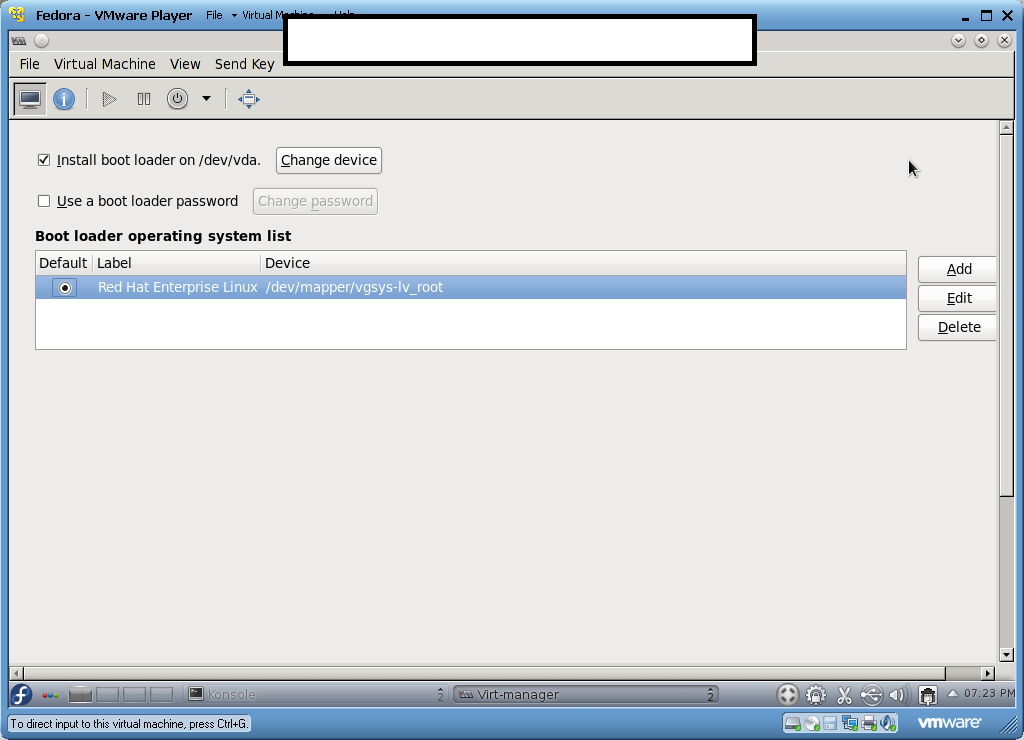 Fedora - VMware Player File Virtual
File Virtual Machine View Send Key
Install boot loader on /dev/vda. Change device
Use a boot loader password Change password
Boot loader operating system list
Default Label Device
Red Hat Enterprise Linux /dev/mapper/vgsys-lv_root
Add
Edit
Delete
Konsole 2 Virt-manager 2 07:23 PM
To direct input to this virtual machine, press Ctrl+G. vmware